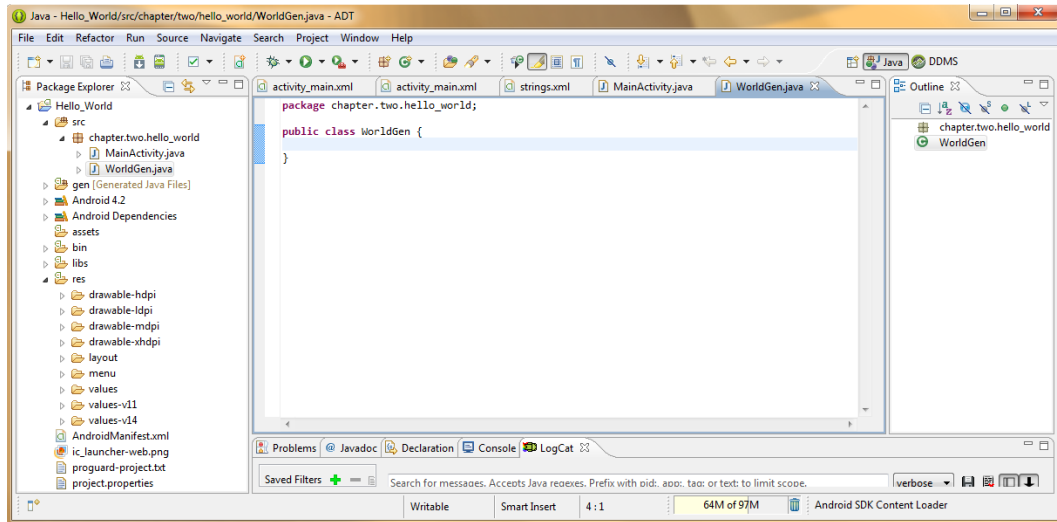 Java - Hello_World/src/chapter/two/hello_world/WorldGen.java - ADT
File Edit Refactor Run Source Navigate Search Project Window Help
Java DDMS
Package Explorer
activity_main.xml activity_main.xml strings.xml MainActivity.java WorldGen.java
Outline
Hello_World
src
chapter.two.hello_world
MainActivity.java
WorldGen.java
gen [Generated Java Files]
Android 4.2
Android Dependencies
assets
bin
libs
res
drawable-hdpi
drawable-ldpi
drawable-mdpi
drawable-xhdpi
layout
menu
values
values-v11
values-v14
AndroidManifest.xml
ic_launcher-web.png
proguard-project.txt
project.properties
package chapter.two.hello_world;
public class WorldGen {
}
chapter.two.hello_world
WorldGen
Problems @ Javadoc Declaration Console LogCat
Saved Filters
Search for messages. Accepts Java regexes. Prefix with pid:, app:, tag: or text: to limit scope.
verbose
Writable Smart Insert 4 : 1 64M of 97M Android SDK Content Loader